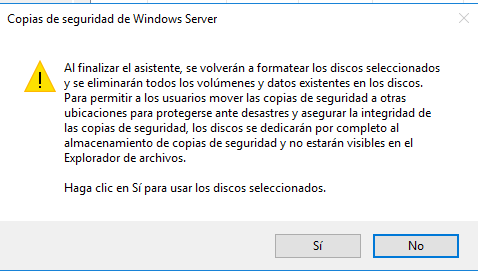 Copias de seguridad de Windows Server
Al finalizar el asistente, se volverán a formatear los discos seleccionados
y se eliminarán todos los volúmenes y datos existentes en los discos.
Para permitir a los usuarios mover las copias de seguridad a otras
ubicaciones para protegerse ante desastres y asegurar la integridad de
las copias de seguridad, los discos se dedicarán por completo al
almacenamiento de copias de seguridad y no estarán visibles en el
Explorador de archivos.
Haga clic en Sí para usar los discos seleccionados.
Sí
No